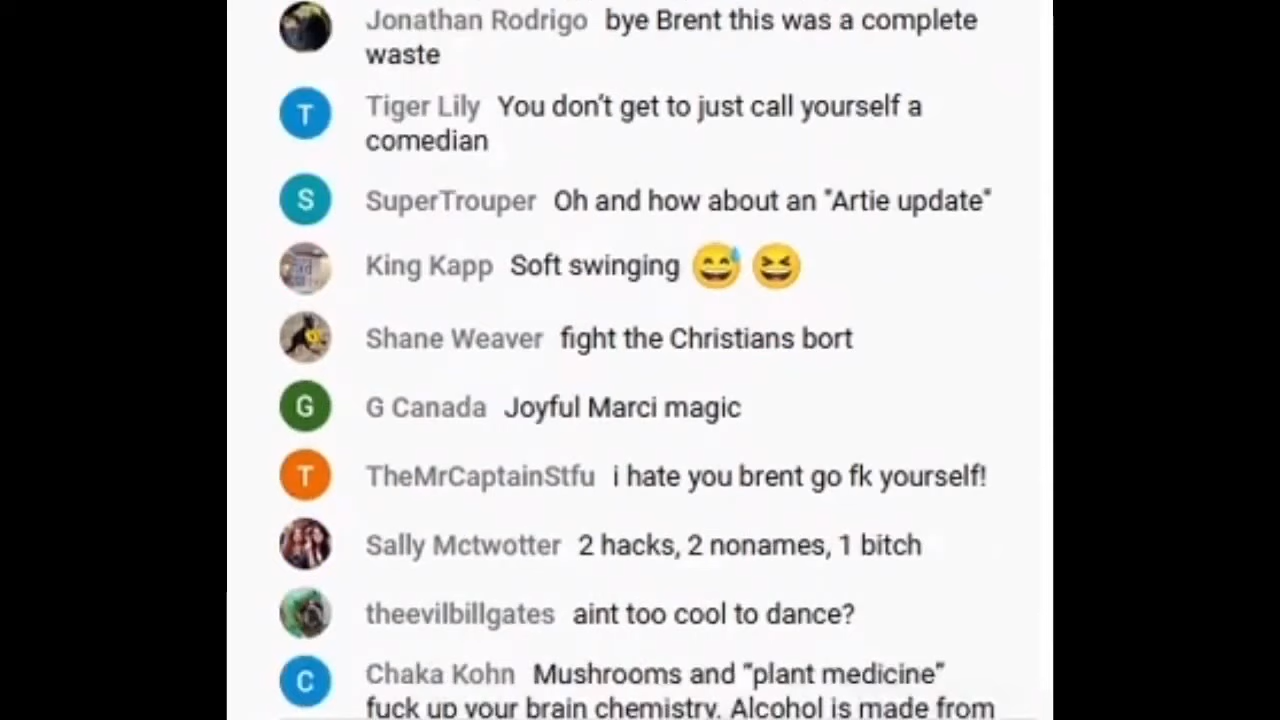 Jonathan Rodrigo bye Brent this was a complete
waste
T Tiger Lily You don't get to just call yourself a
comedian
S SuperTrouper Oh and how about an "Artie update"
King Kapp Soft swinging 😅 😆
Shane Weaver fight the Christians bort
G G Canada Joyful Marci magic
T TheMrCaptainStfu i hate you brent go fk yourself!
Sally Mctwotter 2 hacks, 2 nonames, 1 bitch
theevilbillgates aint too cool to dance?
C Chaka Kohn Mushrooms and “plant medicine”
fuck up your brain chemistry. Alcohol is made from